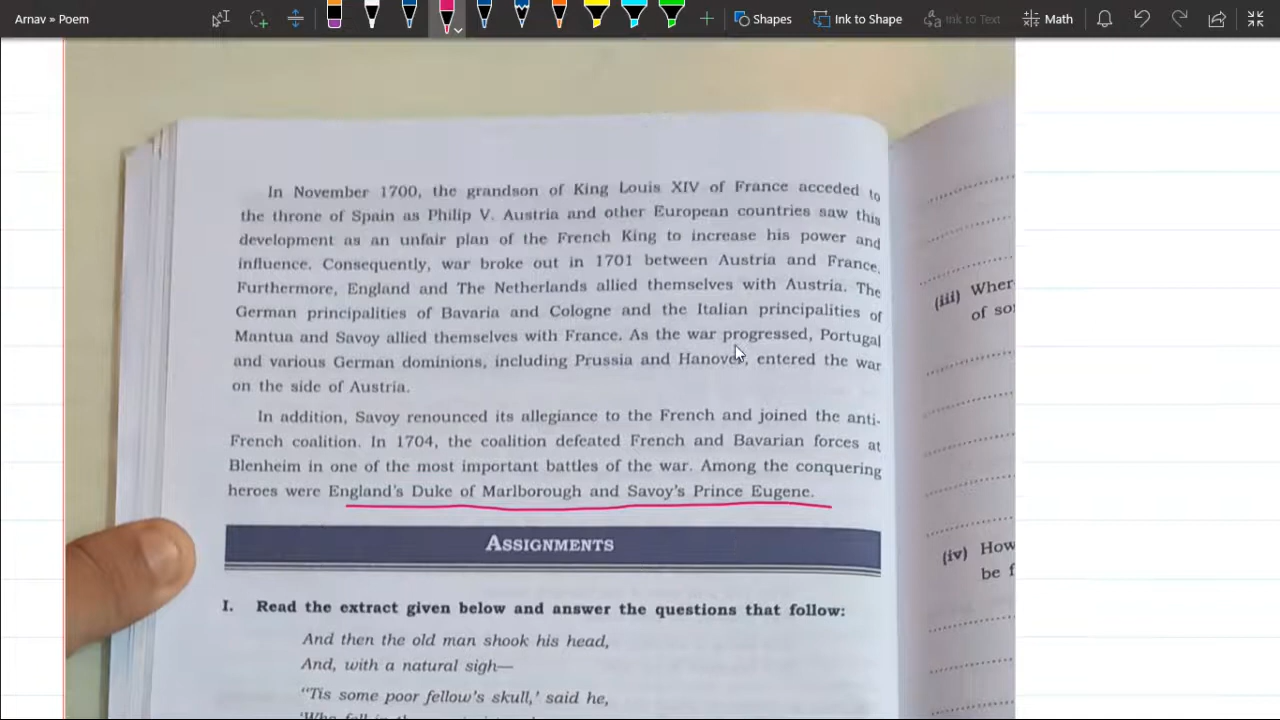 Arnav » Poem
Shapes
Ink to Shape
Ink to Text
Math
In November 1700, the grandson of King Louis XIV of France acceded to
the throne of Spain as Philip V. Austria and other European countries saw this
development as an unfair plan of the French King to increase his power and
influence. Consequently, war broke out in 1701 between Austria and France.
Furthermore, England and The Netherlands allied themselves with Austria. The
German principalities of Bavaria and Cologne and the Italian principalities of
Mantua and Savoy allied themselves with France. As the war progressed, Portugal
and various German dominions, including Prussia and Hanover, entered the war
on the side of Austria.
In addition, Savoy renounced its allegiance to the French and joined the anti-
French coalition. In 1704, the coalition defeated French and Bavarian forces at
Blenheim in one of the most important battles of the war. Among the conquering
heroes were England's Duke of Marlborough and Savoy's Prince Eugene.
ASSIGNMENTS
I. Read the extract given below and answer the questions that follow:
And then the old man shook his head,
And, with a natural sigh—
"Tis some poor fellow's skull,' said he,
(iii) Wher
of so
(iv) How
be f